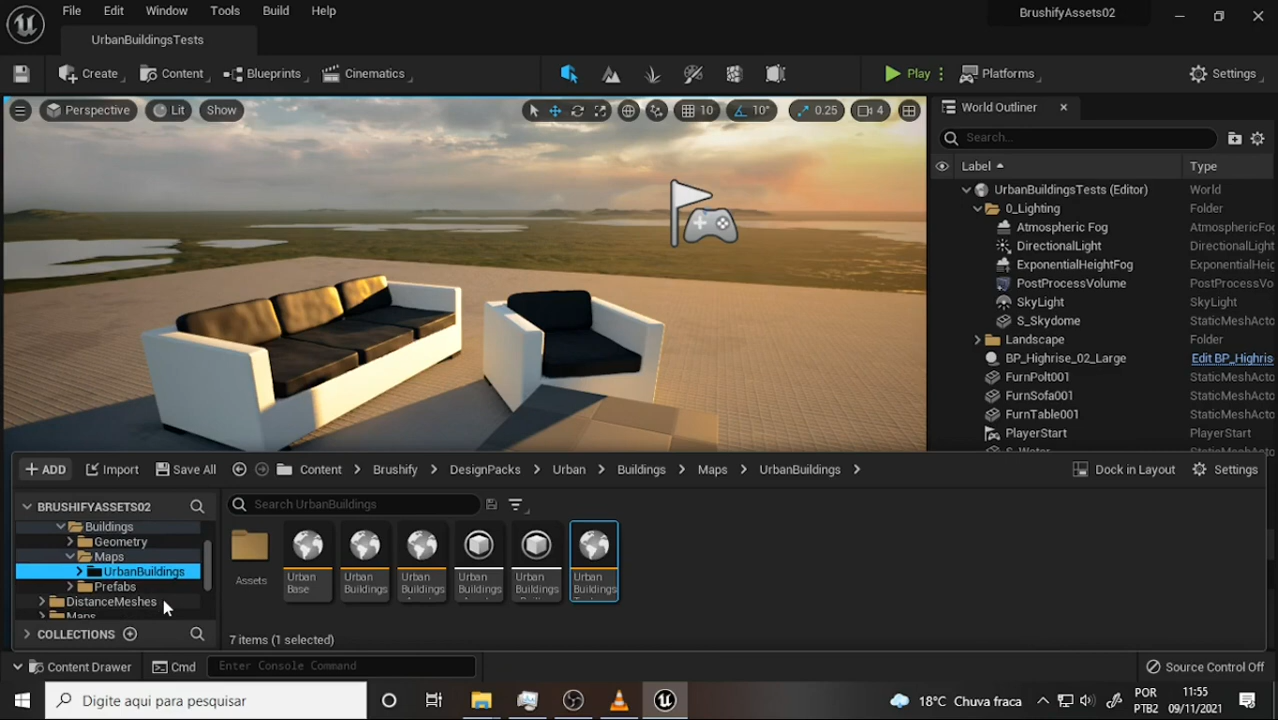 File Edit Window Tools Build Help
BrushifyAssets02
UrbanBuildingsTests
Create Content Blueprints Cinematics Play Platforms Settings
Perspective Lit Show 10 10° 0.25 4
World Outliner
Search...
Label Type
UrbanBuildingsTests (Editor) World
0_Lighting Folder
Atmospheric Fog AtmosphericFog
DirectionalLight DirectionalLight
ExponentialHeightFog ExponentialHeig
PostProcessVolume PostProcessVo
SkyLight SkyLight
S_Skydome StaticMeshActo
Landscape Folder
BP_Highrise_02_Large Edit BP_Highris
FurnPolt001 StaticMeshActo
FurnSofa001 StaticMeshActo
FurnTable001 StaticMeshActo
PlayerStart PlayerStart
ADD Import Save All Content Brushify DesignPacks Urban Buildings Maps UrbanBuildings Dock in Layout Settings
BRUSHIFYASSETS02
Search UrbanBuildings
Buildings
Geometry
Maps
UrbanBuildings
Prefabs
DistanceMeshes
Maps
COLLECTIONS
Assets
Urban Base
Urban Buildings
Urban Buildings
Urban Buildings
Urban Buildings
Urban Buildings
7 items (1 selected)
Content Drawer Cmd Enter Console Command Source Control Off
Digite aqui para pesquisar 18°C Chuva fraca POR PTB2 11:55 09/11/2021